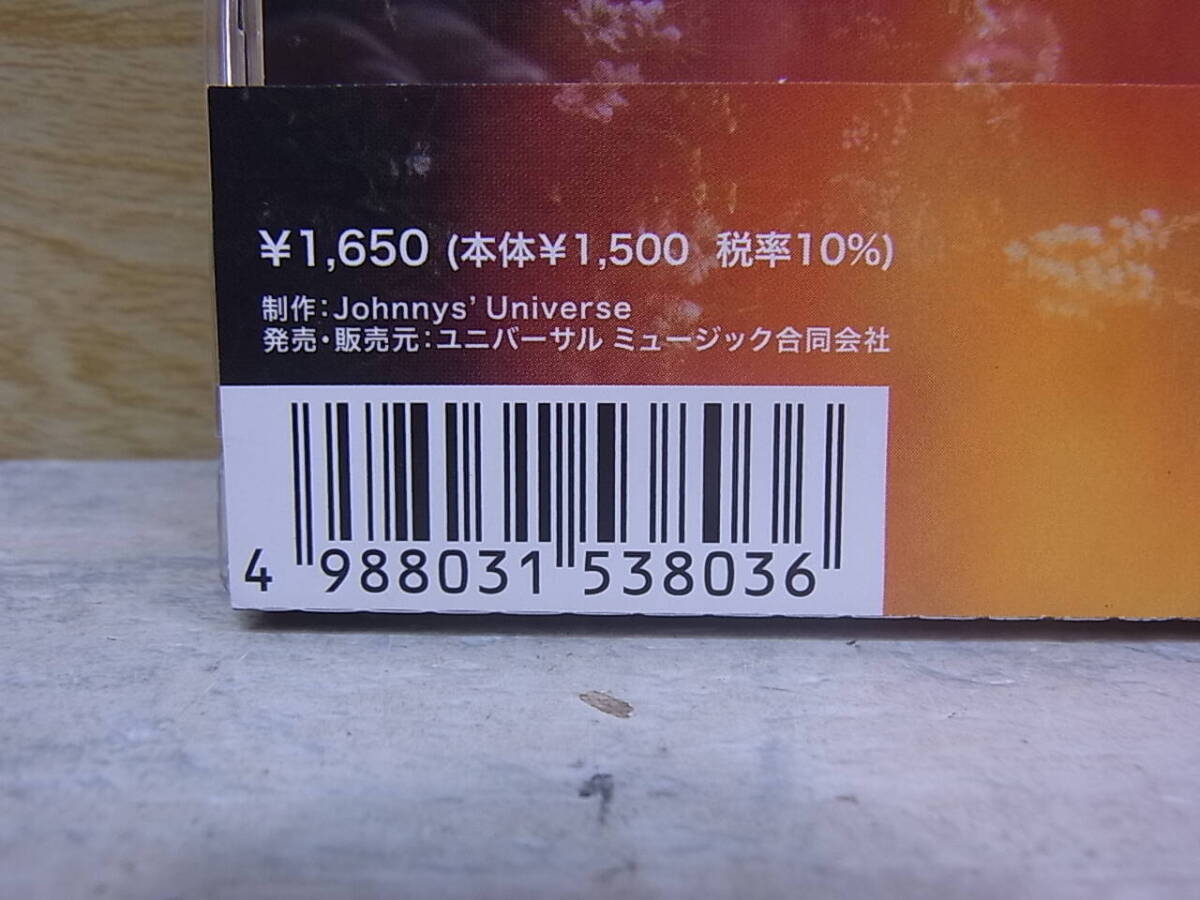 ¥1,650 (本体¥1,500 税率10%)
制作：Johnnys' Universe
発売・販売元：ユニバーサル ミュージック合同会社
4 988031 538036